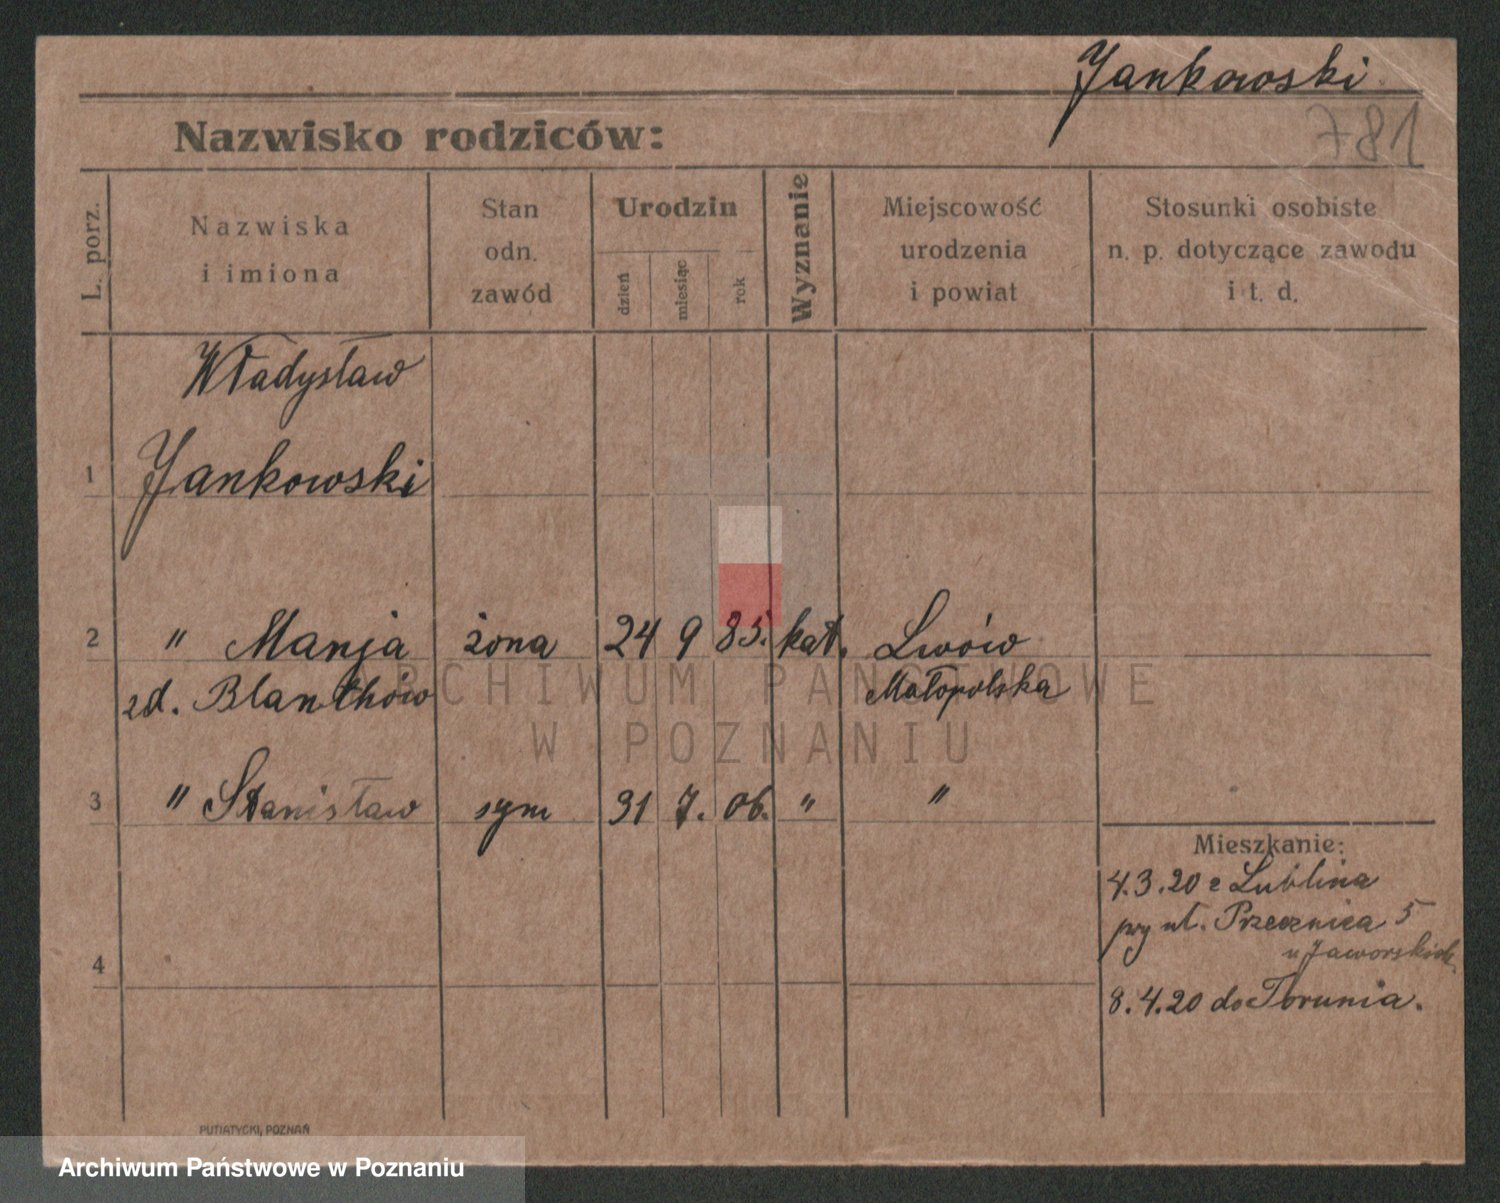 Jankowski.
781
Nazwisko rodziców:
L. porz.
Nazwiska
i imiona
Stan
odn.
zawód
Urodzin
dzień
miesiąc
rok
Wyznanie
Miejscowość
urodzenia
i powiat
Stosunki osobiste
n. p. dotyczące zawodu
i t. d.
Władysław
1 Jankowski
2 " Marija żona 24 9 85. kat. Lwów
zd. Małopolska
3 " Stanisław syn 31 7. 06. " "
Mieszkanie:
4.3.20 z Lublina
przy ul. Przecznica 5
u Jaworskich
4
8.4.20 do Torunia.
PUTIATYCKI, POZNAŃ
ARCHIWUM PAŃSTWOWE
W POZNANIU
Archiwum Państwowe w Poznaniu